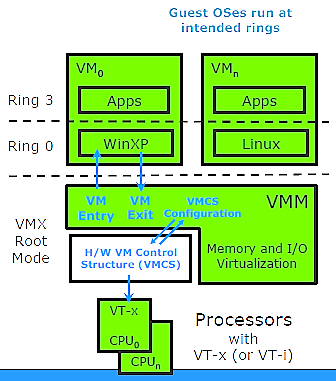 Guest OSes run at
intended rings
VM0
VMn
Ring 3
Apps
Apps
Ring 0
WinXP
Linux
VM
Entry
VM
Exit
VMCS
Configuration
VMM
VMX
Root
Mode
H/W VM Control
Structure (VMCS)
Memory and I/O
Virtualization
VT-x
CPU0
CPUn
Processors
with
VT-x (or VT-i)